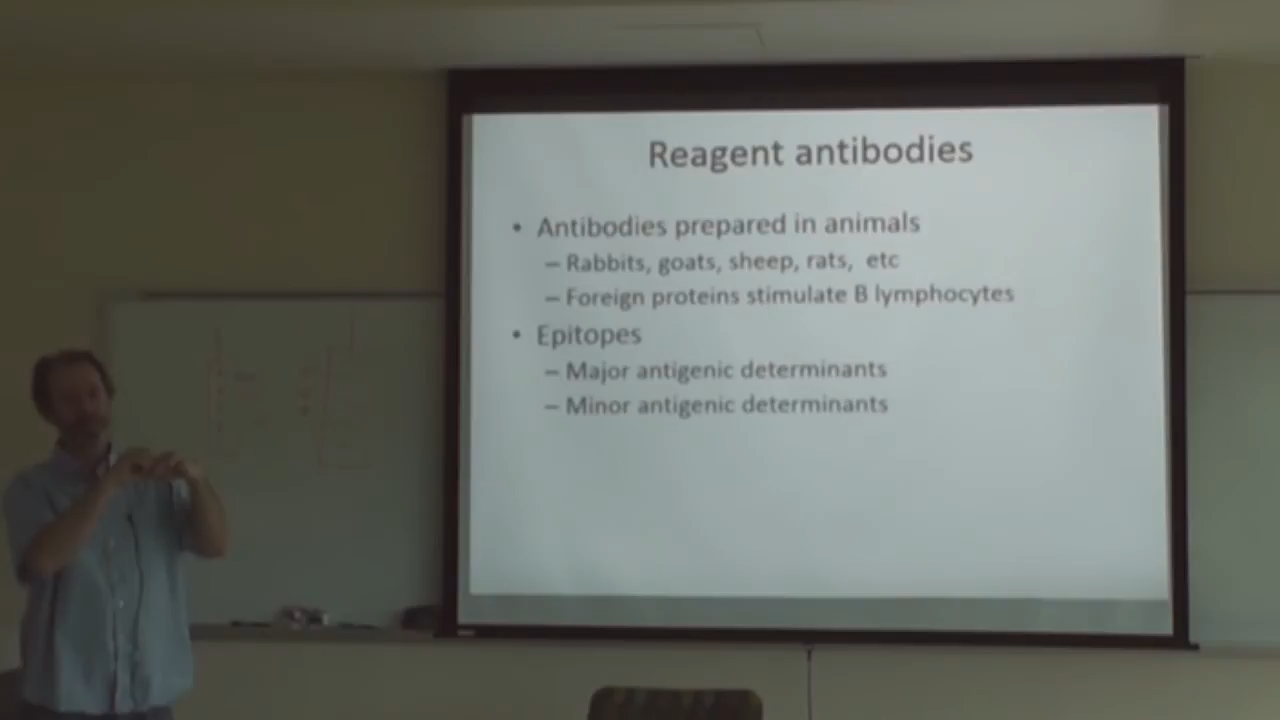 Reagent antibodies
• Antibodies prepared in animals
– Rabbits, goats, sheep, rats, etc
– Foreign proteins stimulate B lymphocytes
• Epitopes
– Major antigenic determinants
– Minor antigenic determinants